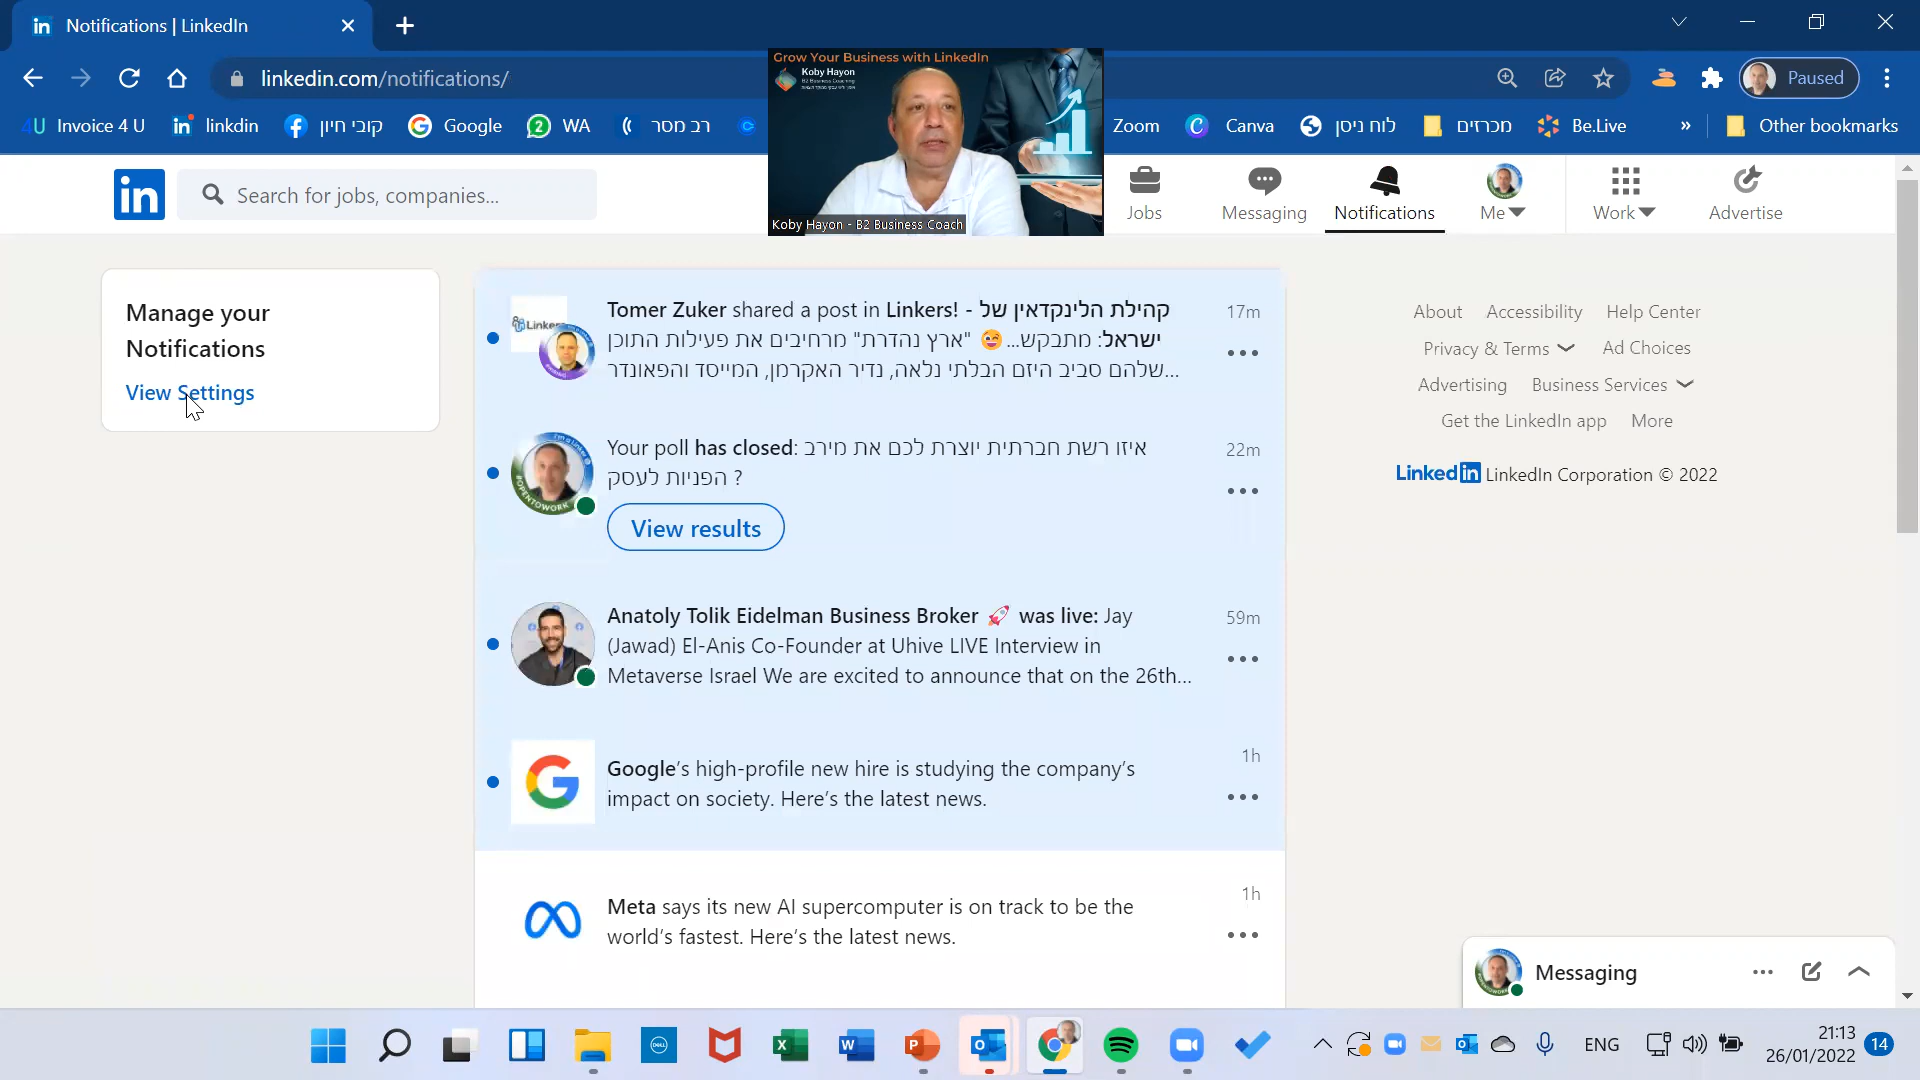 Notifications | LinkedIn
linkedin.com/notifications/
Paused
Invoice 4 U
linkdin
קובי חיון
Google
WA
רב מסר
Zoom
Canva
לוח ניסן
מכרזים
Be.Live
»
Other bookmarks
Grow Your Business with LinkedIn
Koby Hayon
B2 Business Coaching
Koby Hayon - B2 Business Coach
in
Search for jobs, companies...
Jobs
Messaging
Notifications
Me
Work
Advertise
Manage your
Notifications
View Settings
Tomer Zuker shared a post in Linkers! - קהילת הלינקדאין של
ישראל: מתבקש... 😜 "ארץ נהדרת" מרחיבים את פעילות התוכן
שלהם סביב היזם הבלתי נלאה, נדיר האקרמן, המייסד והפאונדר...
17m
Your poll has closed: איזו רשת חברתית יוצרת לכם את מירב
הפניות לעסק ?
22m
View results
#OPENTOWORK
Anatoly Tolik Eidelman Business Broker 🚀 was live: Jay
(Jawad) El-Anis Co-Founder at Uhive LIVE Interview in
Metaverse Israel We are excited to announce that on the 26th...
59m
Google's high-profile new hire is studying the company's
impact on society. Here's the latest news.
1h
Meta says its new AI supercomputer is on track to be the
world's fastest. Here's the latest news.
1h
About Accessibility Help Center
Privacy & Terms Ad Choices
Advertising Business Services
Get the LinkedIn app More
LinkedIn LinkedIn Corporation © 2022
Messaging
ENG
21:13
26/01/2022
14